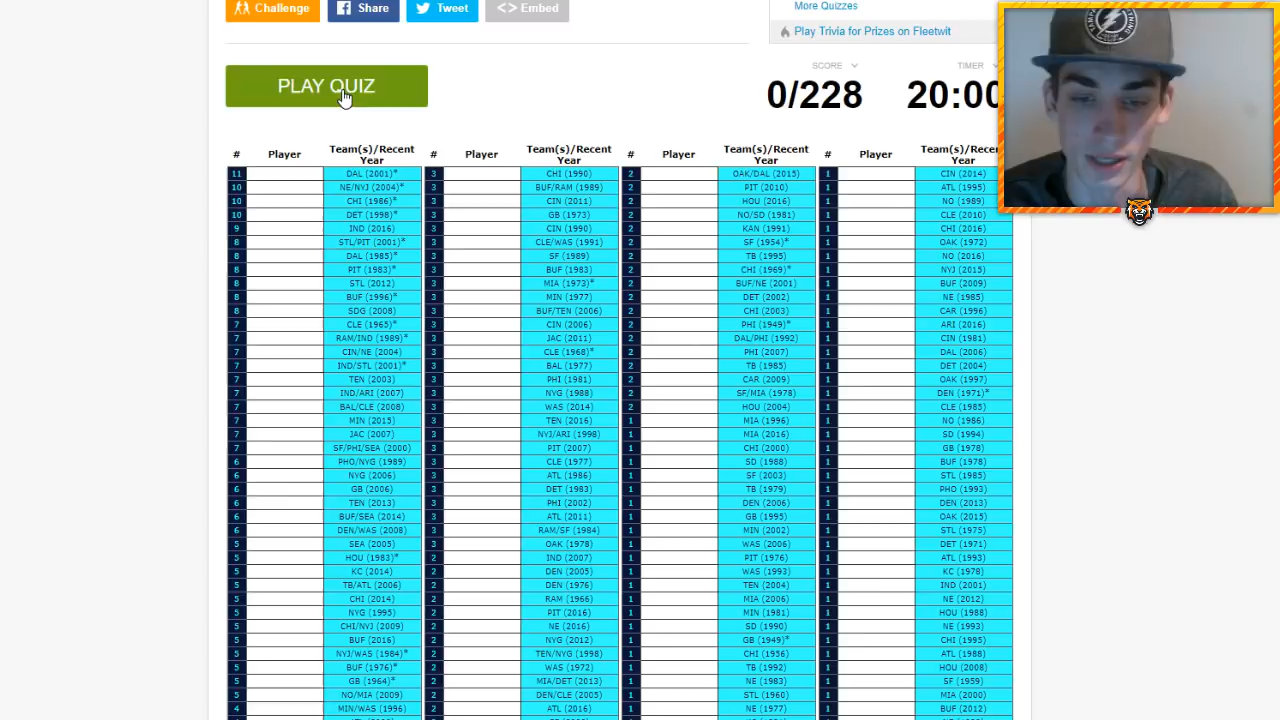 Challenge Share Tweet <> Embed
More Quizzes
Play Trivia for Prizes on Fleetwit
PLAY QUIZ
SCORE TIMER
0/228 20:00
# Player Team(s)/Recent Year # Player Team(s)/Recent Year # Player Team(s)/Recent Year # Player Team(s)/Recent Year
11 DAL (2001)* 3 CHI (1990) 2 OAK/DAL (2015) 1 CIN (2014)
10 NE/NYJ (2004)* 3 BUF/RAM (1989) 2 PIT (2010) 1 ATL (1995)
10 CHI (1986)* 3 CIN (2011) 2 HOU (2016) 1 NO (1989)
10 DET (1998)* 3 GB (1973) 2 NO/SD (1981) 1 CLE (2010)
9 IND (2016) 3 CIN (1990) 2 KAN (1991) 1 CHI (2016)
8 STL/PIT (2001)* 3 CLE/WAS (1991) 2 SF (1954)* 1 OAK (1972)
8 DAL (1985)* 3 SF (1989) 2 TB (1995) 1 NO (2016)
8 PIT (1983)* 3 BUF (1983) 2 CHI (1969)* 1 NYJ (2015)
8 STL (2012) 3 MIA (1973)* 2 BUF/NE (2001) 1 BUF (2009)
8 BUF (1996)* 3 MIN (1977) 2 DET (2002) 1 NE (1985)
8 SDG (2008) 3 BUF/TEN (2006) 2 CHI (2003) 1 CAR (1996)
7 CLE (1965)* 3 CIN (2006) 2 PHI (1949)* 1 ARI (2016)
7 RAM/IND (1989)* 3 JAC (2011) 2 DAL/PHI (1992) 1 CIN (1981)
7 CIN/NE (2004) 3 CLE (1968)* 2 PHI (2007) 1 DAL (2006)
7 IND/STL (2001)* 3 BAL (1977) 2 TB (1985) 1 DET (2004)
7 TEN (2003) 3 PHI (1981) 2 CAR (2009) 1 OAK (1997)
7 IND/ARI (2007) 3 NYG (1988) 2 SF/MIA (1978) 1 DEN (1971)*
7 BAL/CLE (2008) 3 WAS (2014) 2 HOU (2004) 1 CLE (1985)
7 MIN (2015) 3 TEN (2016) 1 MIA (1996) 1 NO (1986)
7 JAC (2007) 3 NYJ/ARI (1998) 1 MIA (2016) 1 SD (1994)
7 SF/PHI/SEA (2000) 3 PIT (2007) 1 CHI (2000) 1 GB (1978)
6 PHO/NYG (1989) 3 CLE (1977) 1 SD (1988) 1 BUF (1978)
6 NYG (2006) 3 ATL (1986) 1 SF (2003) 1 STL (1985)
6 GB (2006) 3 DET (1983) 1 TB (1979) 1 PHO (1993)
6 TEN (2013) 3 PHI (2002) 1 DEN (2006) 1 DEN (2013)
6 BUF/SEA (2014) 3 ATL (2011) 1 GB (1995) 1 OAK (2015)
6 DEN/WAS (2008) 3 RAM/SF (1984) 1 MIN (2002) 1 STL (1975)
5 SEA (2005) 3 OAK (1978) 1 WAS (2006) 1 DET (1971)
5 HOU (1983)* 2 IND (2007) 1 PIT (1976) 1 ATL (1993)
5 KC (2014) 2 DEN (2005) 1 WAS (1993) 1 KC (1978)
5 TB/ATL (2006) 2 DEN (1976) 1 TEN (2004) 1 IND (2001)
5 CHI (2014) 2 RAM (1966) 1 MIA (2006) 1 NE (2012)
5 NYG (1995) 2 PIT (2016) 1 MIN (1981) 1 HOU (1988)
5 CHI/NYJ (2009) 2 NE (2016) 1 SD (1990) 1 NE (1993)
5 BUF (2016) 2 NYG (2012) 1 GB (1949)* 1 CHI (1995)
5 NYJ/WAS (1984)* 2 TEN/NYG (1998) 1 CHI (1956) 1 ATL (1988)
5 BUF (1976)* 2 WAS (1972) 1 TB (1992) 1 HOU (2008)
5 GB (1964)* 2 MIA/DET (2013) 1 NE (1983) 1 SF (1959)
5 NO/MIA (2009) 2 DEN/CLE (2005) 1 STL (1960) 1 MIA (2000)
4 MIN/WAS (1996) 2 ATL (2016) 1 NE (1977) 1 BUF (2012)